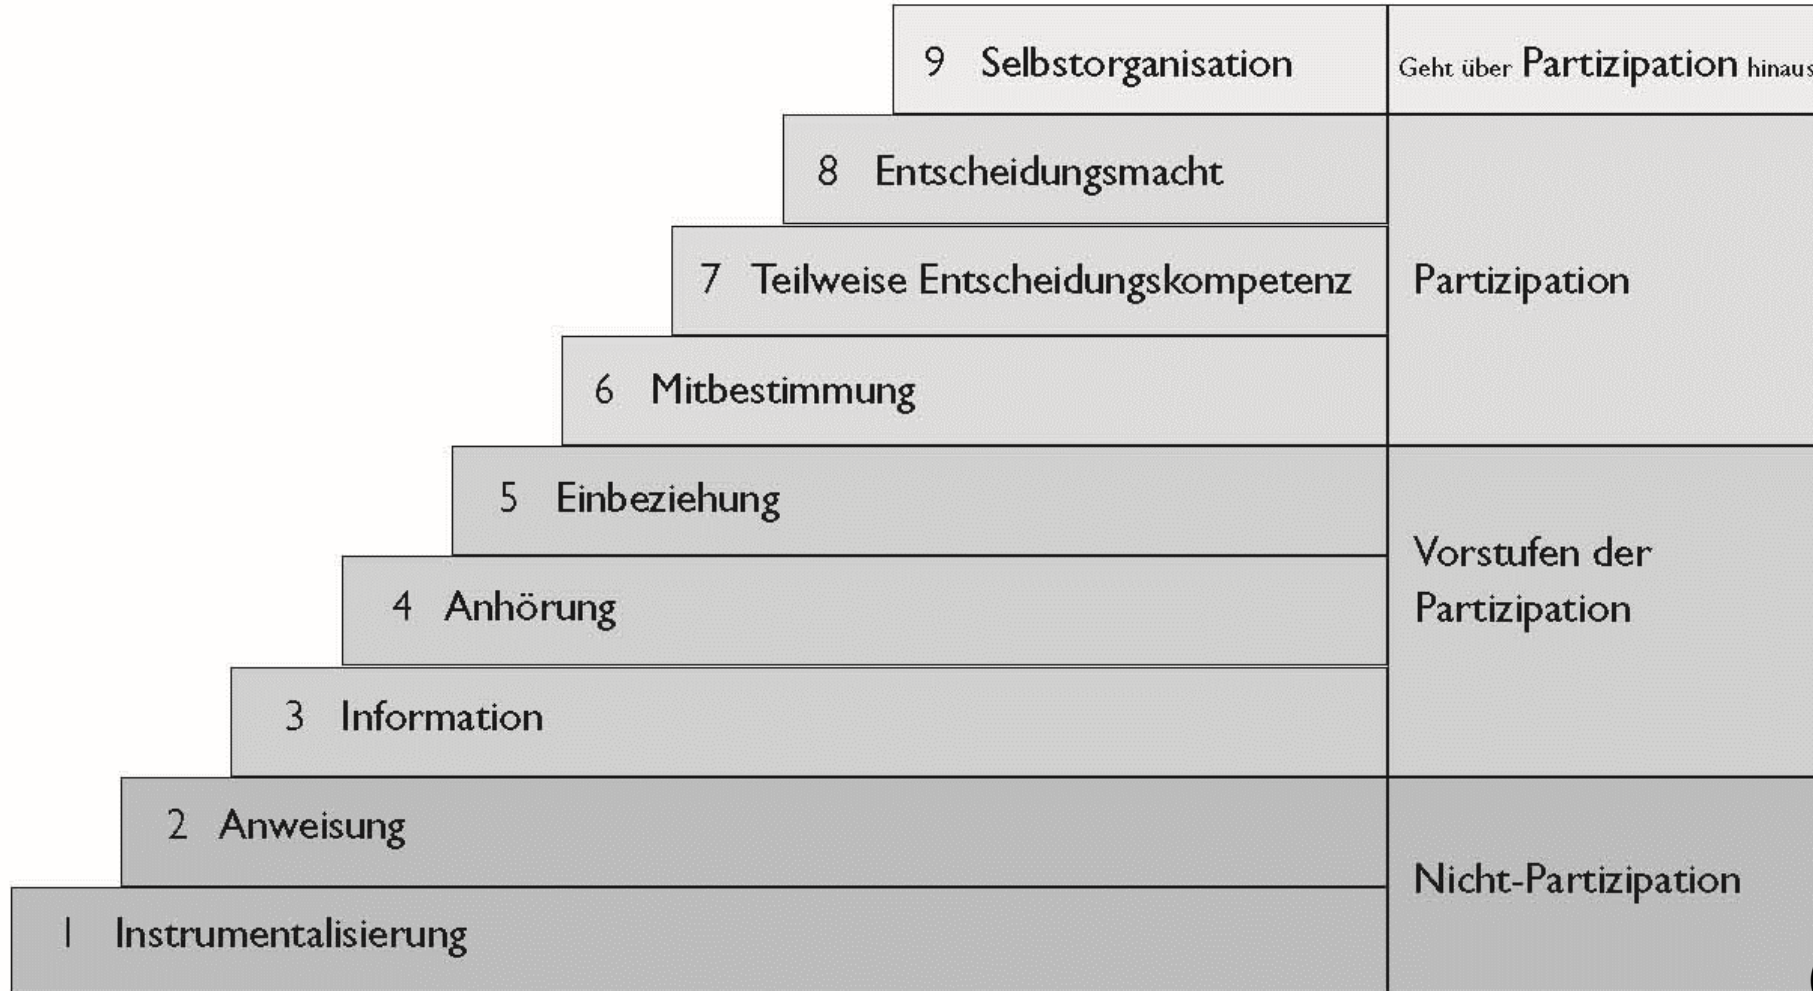 9 Selbstorganisation Geht über Partizipation hinaus
8 Entscheidungsmacht
7 Teilweise Entscheidungskompetenz Partizipation
6 Mitbestimmung
5 Einbeziehung
Vorstufen der
4 Anhörung Partizipation
3 Information
2 Anweisung
Nicht-Partizipation
1 Instrumentalisierung